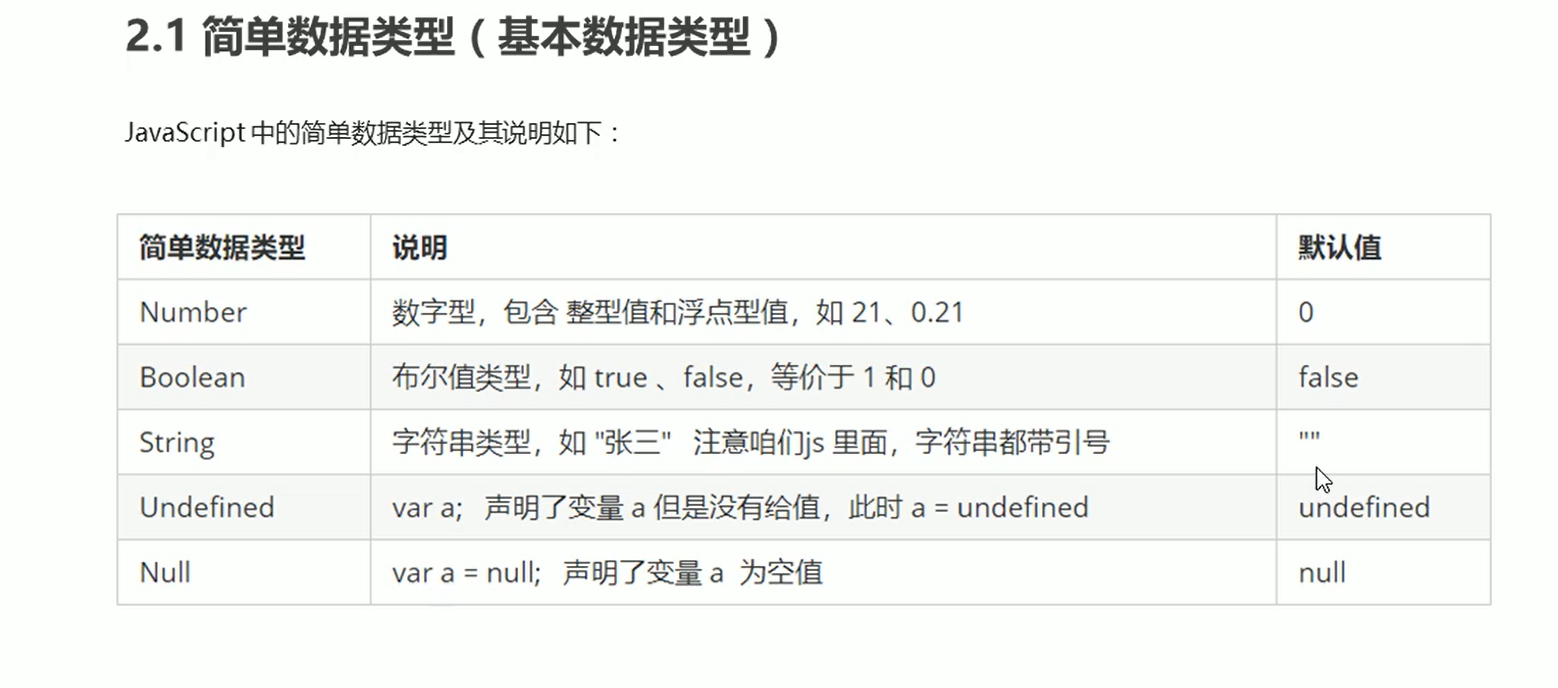 2.1 简单数据类型（基本数据类型）
JavaScript 中的简单数据类型及其说明如下：
简单数据类型 说明 默认值
Number 数字型，包含 整型值和浮点型值，如 21、0.21 0
Boolean 布尔值类型，如 true 、false，等价于 1 和 0 false
String 字符串类型，如 "张三" 注意咱们js 里面，字符串都带引号 ""
Undefined var a; 声明了变量 a 但是没有给值，此时 a = undefined undefined
Null var a = null; 声明了变量 a 为空值 null